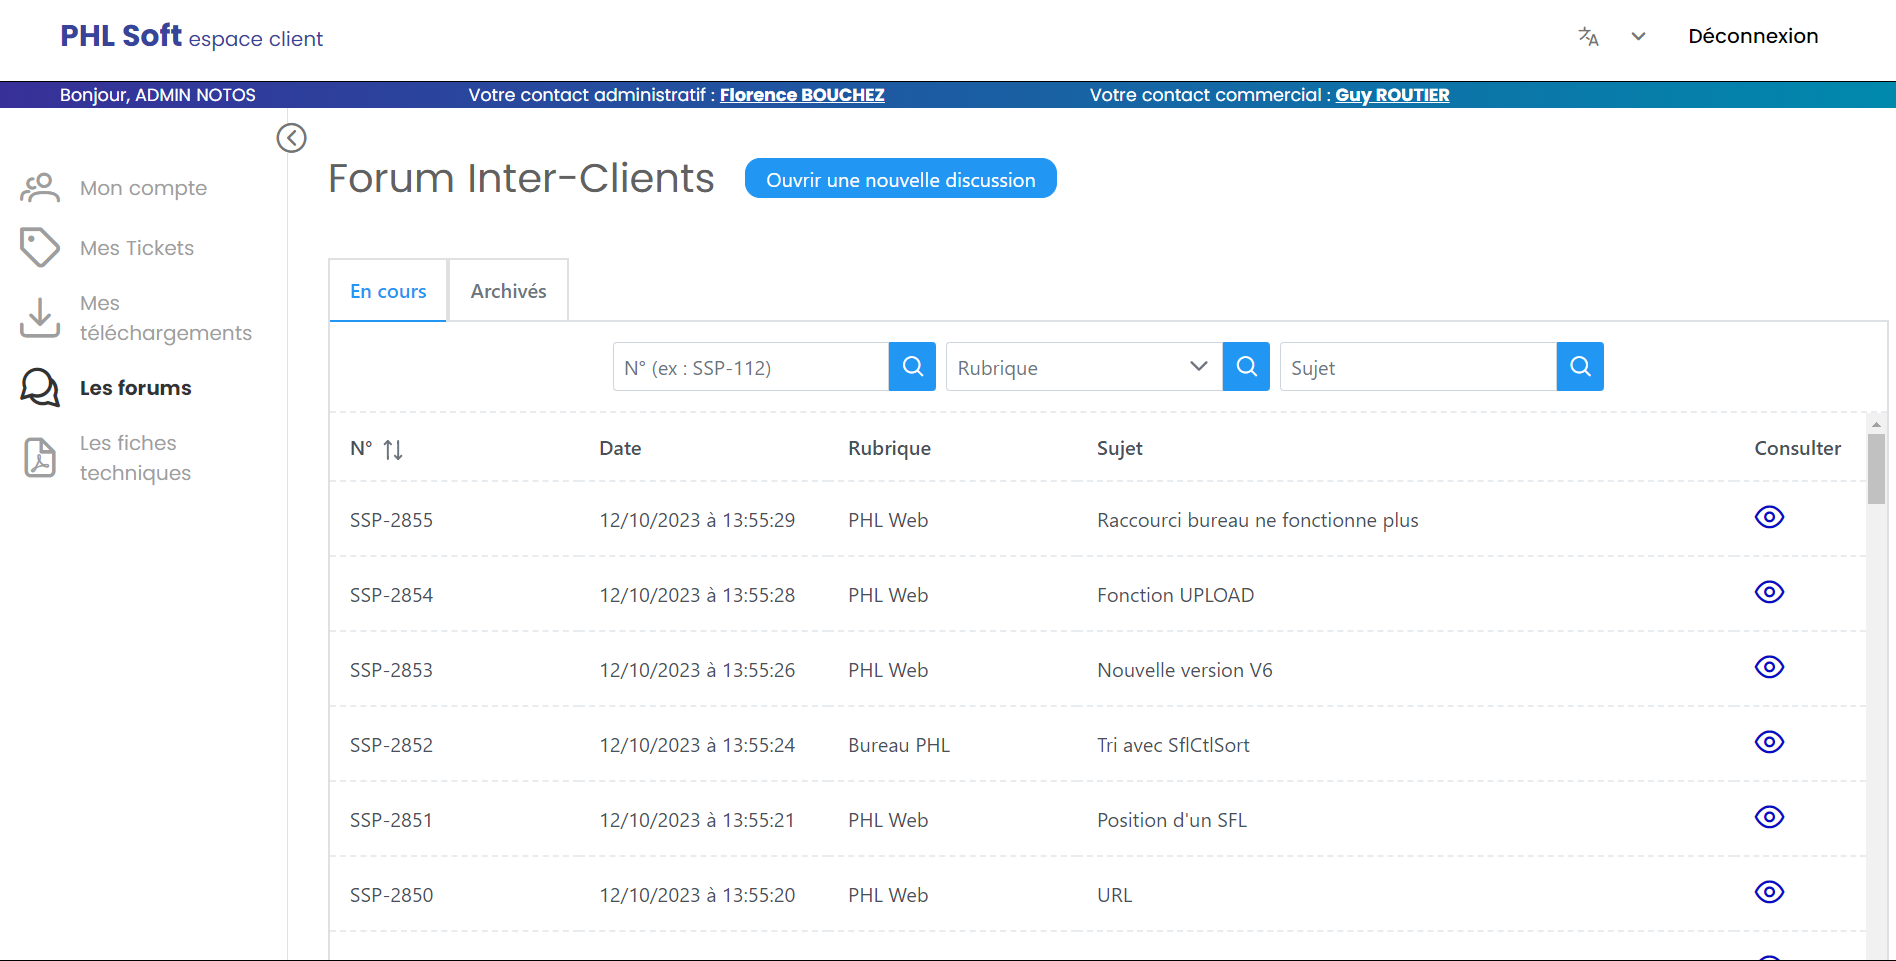 PHL Soft espace client
Déconnexion
Bonjour, ADMIN NOTOS
Votre contact administratif : Florence BOUCHEZ
Votre contact commercial : Guy ROUTIER
Mon compte
Mes Tickets
Mes
téléchargements
Les forums
Les fiches
techniques
Forum Inter-Clients
Ouvrir une nouvelle discussion
En cours
Archivés
N° (ex : SSP-112)
Rubrique
Sujet
N° Date Rubrique Sujet Consulter
SSP-2855 12/10/2023 à 13:55:29 PHL Web Raccourci bureau ne fonctionne plus
SSP-2854 12/10/2023 à 13:55:28 PHL Web Fonction UPLOAD
SSP-2853 12/10/2023 à 13:55:26 PHL Web Nouvelle version V6
SSP-2852 12/10/2023 à 13:55:24 Bureau PHL Tri avec SflCtlSort
SSP-2851 12/10/2023 à 13:55:21 PHL Web Position d'un SFL
SSP-2850 12/10/2023 à 13:55:20 PHL Web URL